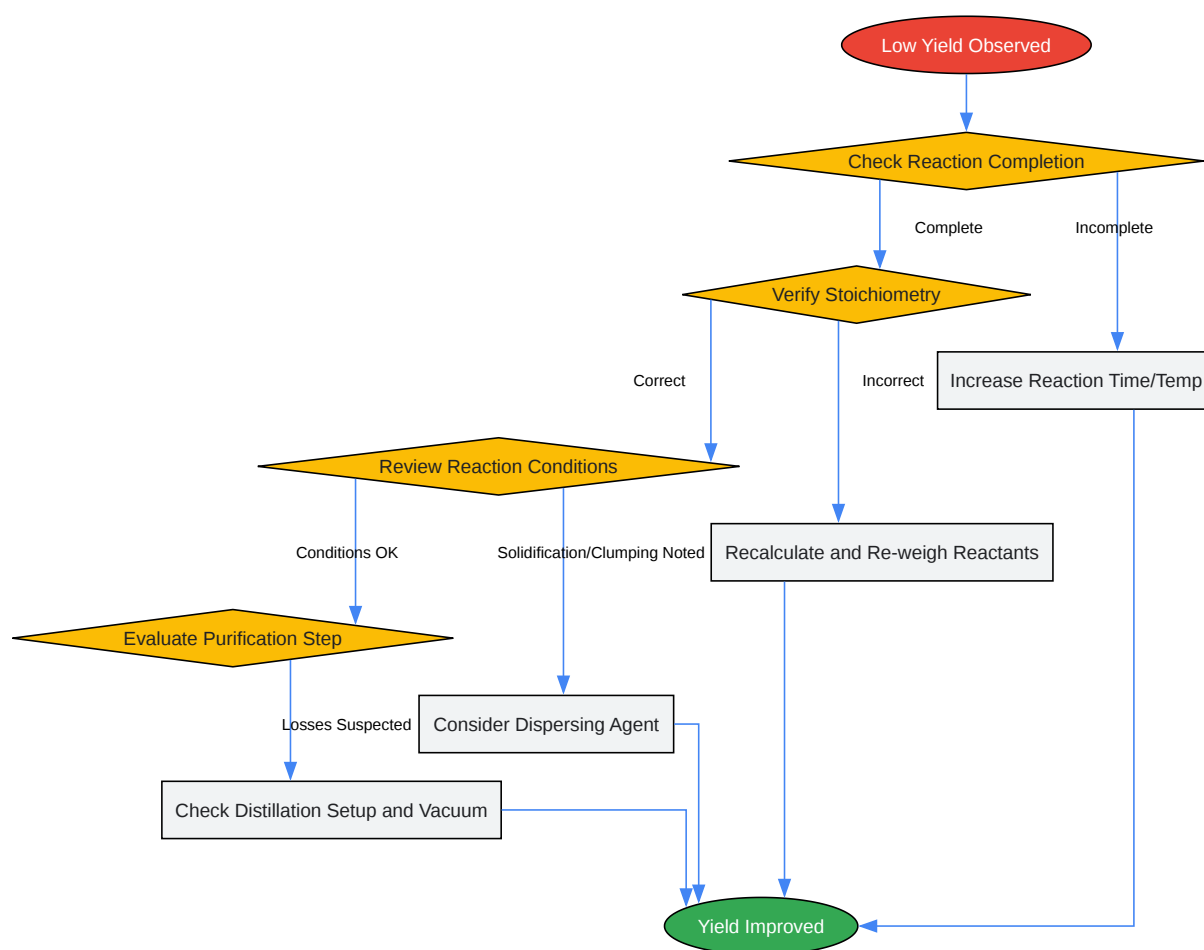 Low Yield Observed
Check Reaction Completion
Complete
Incomplete
Verify Stoichiometry
Correct
Incorrect
Increase Reaction Time/Temp
Review Reaction Conditions
Conditions OK
Solidification/Clumping Noted
Recalculate and Re-weigh Reactants
Evaluate Purification Step
Losses Suspected
Consider Dispersing Agent
Check Distillation Setup and Vacuum
Yield Improved